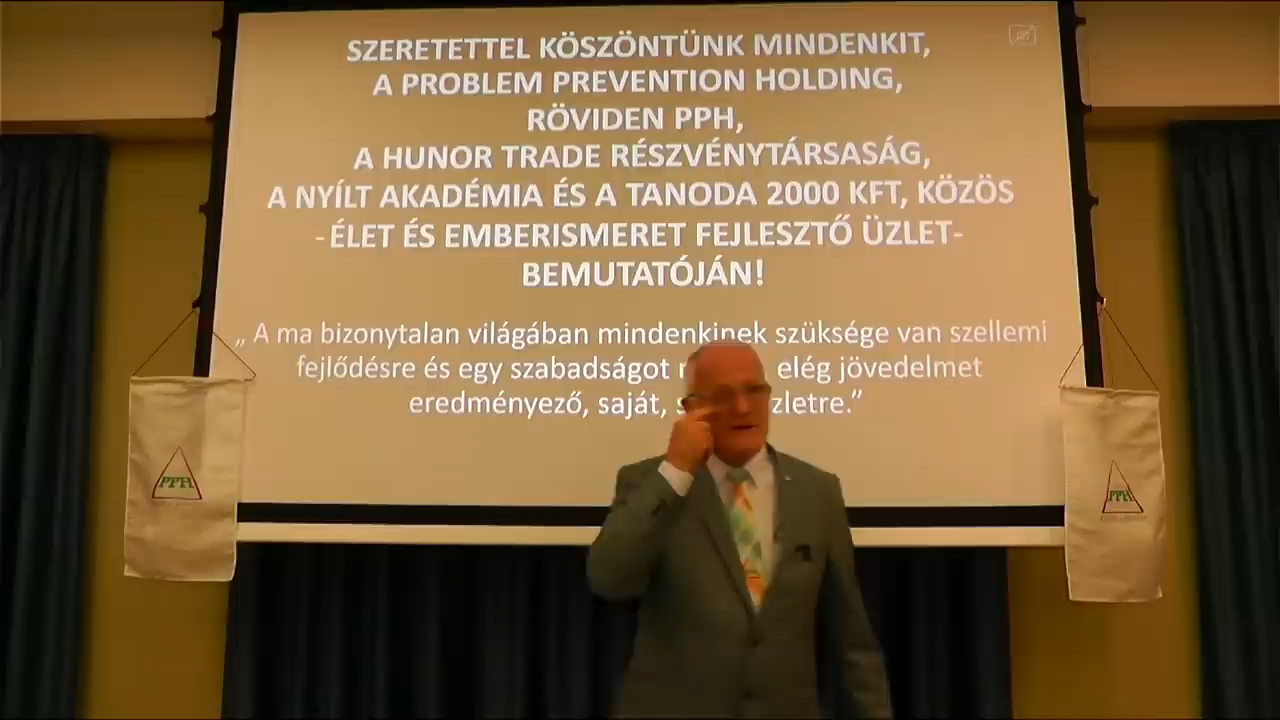 SZERETETTEL KÖSZÖNTÜNK MINDENKIT,
A PROBLEM PREVENTION HOLDING,
RÖVIDEN PPH,
A HUNOR TRADE RÉSZVÉNYTÁRSASÁG,
A NYÍLT AKADÉMIA ÉS A TANODA 2000 KFT, KÖZÖS
-ÉLET ÉS EMBERISMERET FEJLESZTŐ ÜZLET-
BEMUTATÓJÁN!
„ A ma bizonytalan világában mindenkinek szüksége van szellemi
fejlődésre és egy szabadságot elég jövedelmet
eredményező, saját,
PPH
PPH